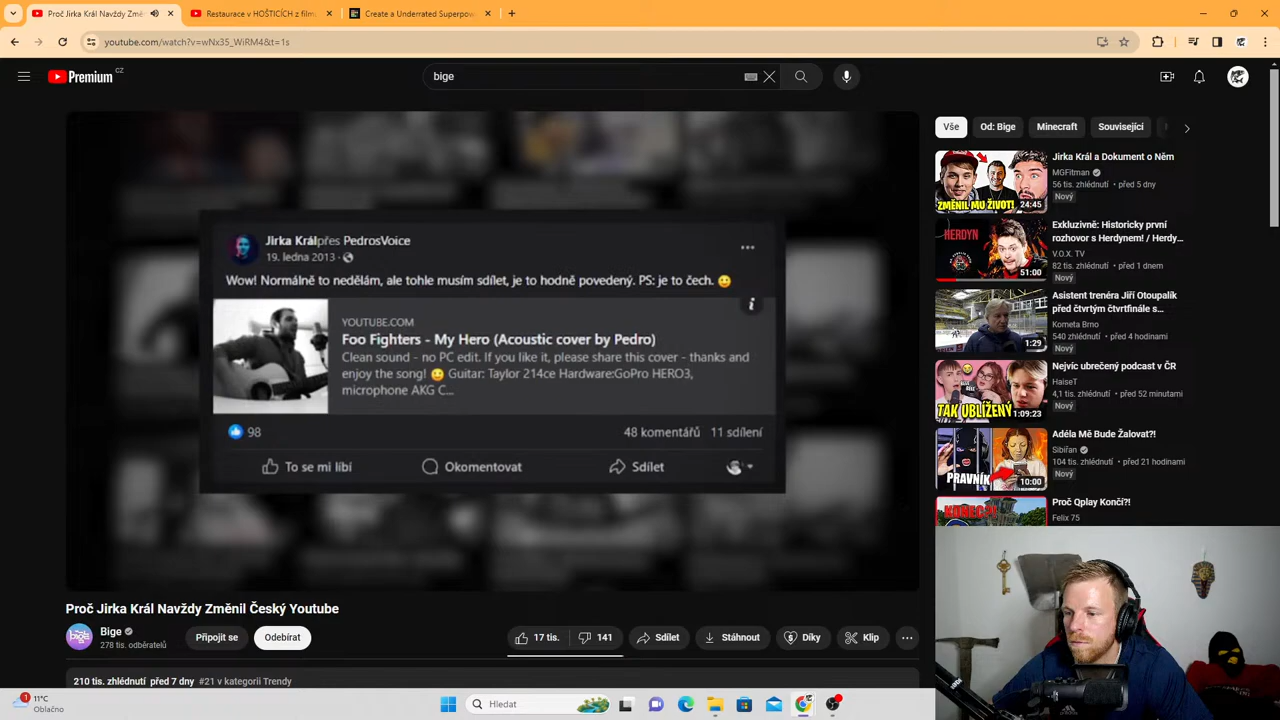 Proč Jirka Král Navždy Změ
Restaurace v HOŠTICÍCH z film
Create a Underrated Superpow
youtube.com/watch?v=wNx35_WiRM4&t=1s
Premium CZ
bige
Jirka Král přes PedrosVoice
19. ledna 2013 ·
Wow! Normálně to nedělám, ale tohle musím sdílet, je to hodně povedený. PS: je to čech. 🙂
YOUTUBE.COM
Foo Fighters - My Hero (Acoustic cover by Pedro)
Clean sound - no PC edit. If you like it, please share this cover - thanks and
enjoy the song! 🙂 Guitar: Taylor 214ce Hardware:GoPro HERO3,
microphone AKG C...
98
48 komentářů 11 sdílení
To se mi líbí Okomentovat Sdílet
Proč Jirka Král Navždy Změnil Český Youtube
Bige
278 tis. odběratelů
Připojit se
Odebírat
17 tis.
141
Sdílet
Stáhnout
Díky
Klip
210 tis. zhlédnutí před 7 dny #21 v kategorii Trendy
Vše Od: Bige Minecraft Související
ZMĚNIL MU ŽIVOT!
24:45
Jirka Král a Dokument o Něm
MGFitman
56 tis. zhlédnutí · před 5 dny
Nový
HERDYN
51:00
Exkluzivně: Historicky první
rozhovor s Herdynem! / Herdy...
V.O.X. TV
82 tis. zhlédnutí · před 1 dnem
Nový
1:29
Asistent trenéra Jiří Otoupalík
před čtvrtým čtvrtfinále s...
Kometa Brno
540 zhlédnutí · před 4 hodinami
Nový
TAK UBLÍŽENÝ
1:09:23
Nejvíc ubrečený podcast v ČR
HaiseT
4,1 tis. zhlédnutí · před 52 minutami
Nový
PRÁVNÍK
10:00
Adéla Mě Bude Žalovat?!
Sibiřan
104 tis. zhlédnutí · před 21 hodinami
Nový
KONEC?!
Proč Qplay Končí?!
Felix 75
1
11°C
Oblačno
Hledat